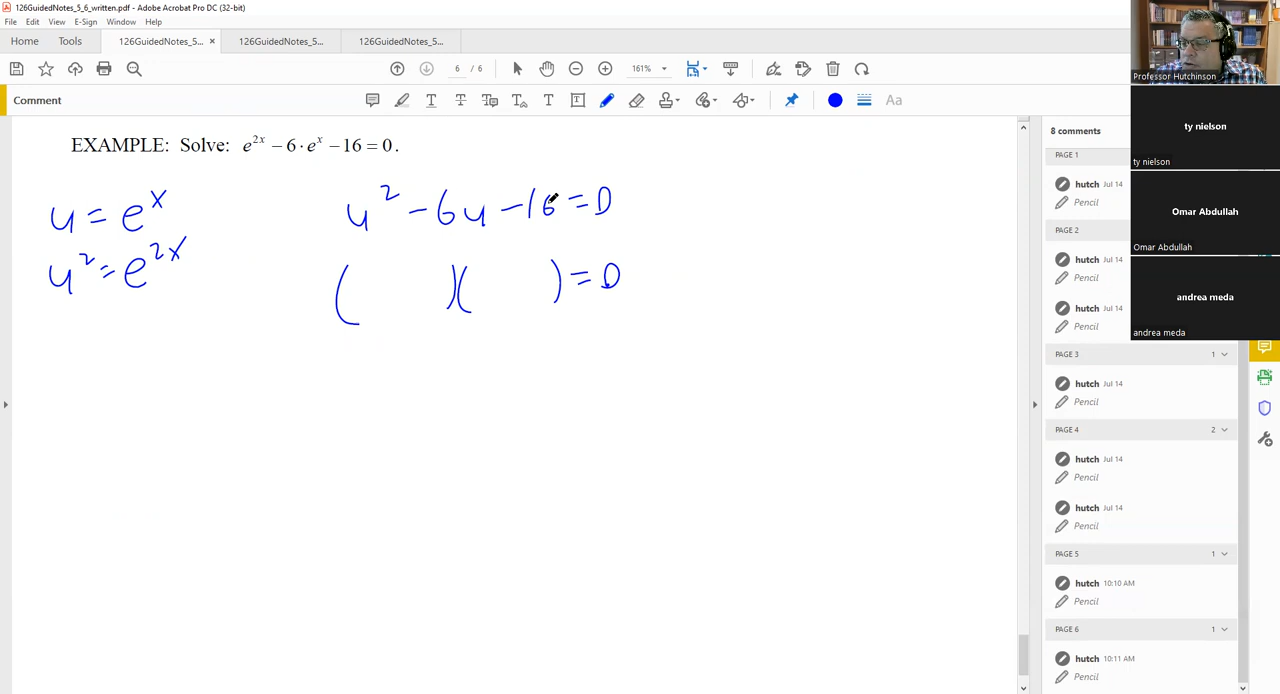 126GuidedNotes_5_6_written.pdf - Adobe Acrobat Pro DC (32-bit)
File Edit View E-Sign Window Help
Home Tools 126GuidedNotes_5... × 126GuidedNotes_5... 126GuidedNotes_5...
6 / 6 161%
Comment
Aa
EXAMPLE: Solve: e^{2x} − 6 · e^x − 16 = 0.
u = e^x
u² = e^{2x}
u² − 6u − 16 = 0
( )( ) = 0
Professor Hutchinson
ty nielson
ty nielson
Omar Abdullah
Omar Abdullah
andrea meda
andrea meda
8 comments
PAGE 1
hutch Jul 14
Pencil
PAGE 2
hutch Jul 14
Pencil
hutch Jul 14
Pencil
PAGE 3 1
hutch Jul 14
Pencil
PAGE 4 2
hutch Jul 14
Pencil
hutch Jul 14
Pencil
PAGE 5 1
hutch 10:10 AM
Pencil
PAGE 6 1
hutch 10:11 AM
Pencil